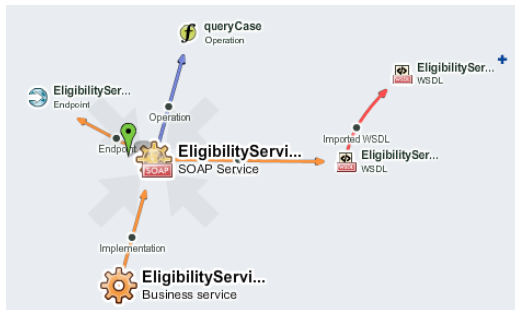 queryCase
Operation
EligibilitySer...
Endpoint
EligibilitySer...
WSDL
Operation
Imported WSDL
Endpoint
EligibilityServi...
SOAP Service
SOAP
EligibilitySer...
WSDL
Implementation
EligibilityServi...
Business service